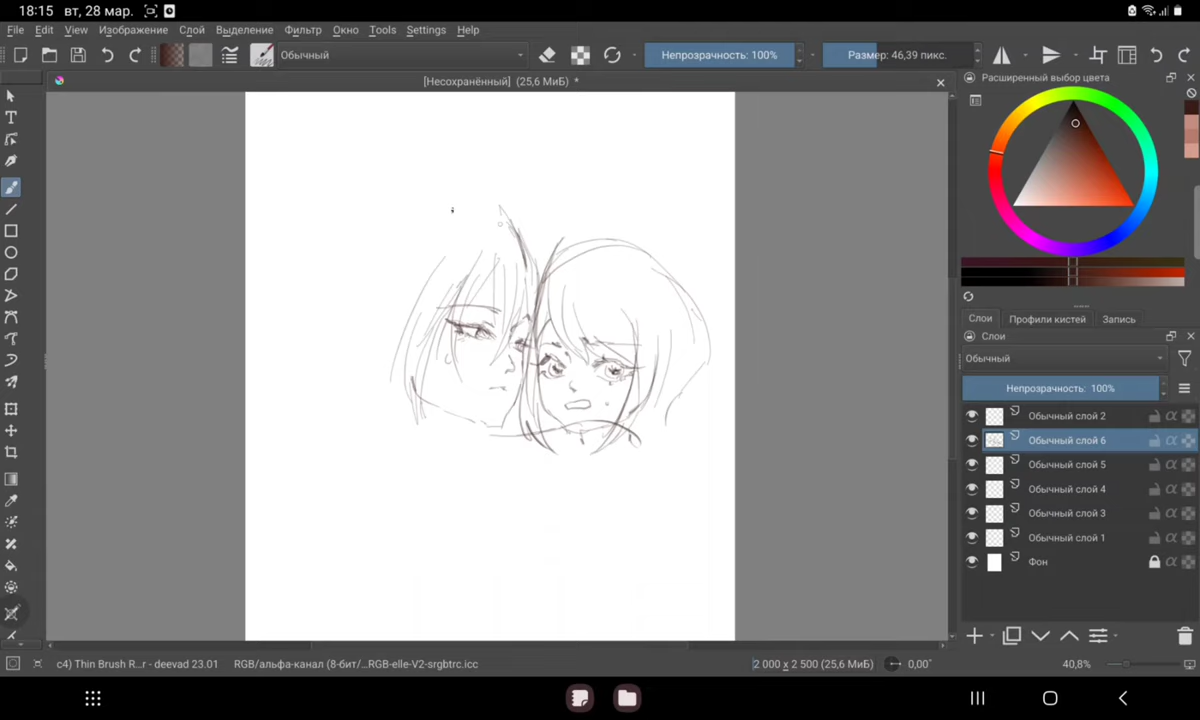 18:15 вт, 28 мар.
File Edit View Изображение Слой Выделение Фильтр Окно Tools Settings Help
Обычный
Непрозрачность: 100%
Размер: 46,39 пикс.
[Несохранённый] (25,6 МиБ) *
Расширенный выбор цвета
Слои Профили кистей Запись
Слои
Обычный
Непрозрачность: 100%
Обычный слой 2
Обычный слой 6
Обычный слой 5
Обычный слой 4
Обычный слой 3
Обычный слой 1
Фон
c4) Thin Brush R...r - deevad 23.01
RGB/альфа-канал (8-бит/...RGB-elle-V2-srgbtrc.icc
2 000 x 2 500 (25,6 МиБ)
0,00°
40,8%